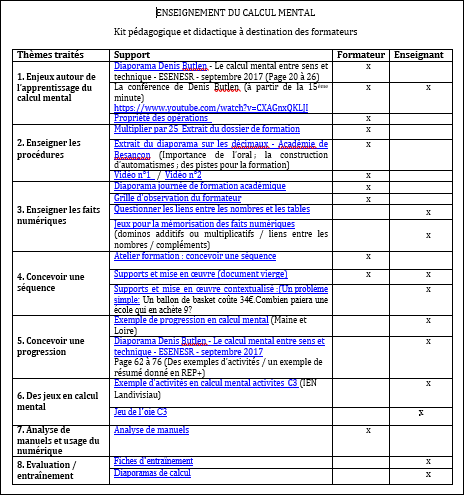 ENSEIGNEMENT DU CALCUL MENTAL
Kit pédagogique et didactique à destination des formateurs
Thèmes traités Support Formateur Enseignant
1. Enjeux autour de l'apprentissage du calcul mental
Diaporama Denis Butlen - Le calcul mental entre sens et x
technique - ESENESR - septembre 2017 (Page 20 à 26)
La conférence de Denis Butlen (à partir de la 15ème x x
minute)
https://www.youtube.com/watch?v=CXAGnxQKLJI
Propriété des opérations x
2. Enseigner les procédures
Multiplier par 25 Extrait du dossier de formation x
Extrait du diaporama sur les décimaux - Académie de x
Besançon (Importance de l'oral ; la construction
d'automatismes ; des pistes pour la formation)
Vidéo n°1 / Vidéo n°2 x
3. Enseigner les faits numériques
Diaporama journée de formation académique x
Grille d'observation du formateur x
Questionner les liens entre les nombres et les tables x
Jeux pour la mémorisation des faits numériques x
(dominos additifs ou multiplicatifs / liens entre les
nombres / compléments)
4. Concevoir une séquence
Atelier formation : concevoir une séquence x
Supports et mise en œuvre (document vierge) x x
Supports et mise en œuvre contextualisé :(Un problème x
simple: Un ballon de basket coûte 34€.Combien paiera une
école qui en achète 9?
5. Concevoir une progression
Exemple de progression en calcul mental (Maine et x
Loire)
Diaporama Denis Butlen - Le calcul mental entre sens et x
technique - ESENESR - septembre 2017
Page 62 à 76 (Des exemples d'activités / un exemple de
résumé donné en REP+)
6. Des jeux en calcul mental
Exemple d'activités en calcul mental activites C3 (IEN x
Landivisiau)
Jeu de l'oie C3 x
7. Analyse de manuels et usage du numérique
Analyse de manuels x
8. Evaluation / entraînement
Fiches d'entraînement x
Diaporamas de calcul x